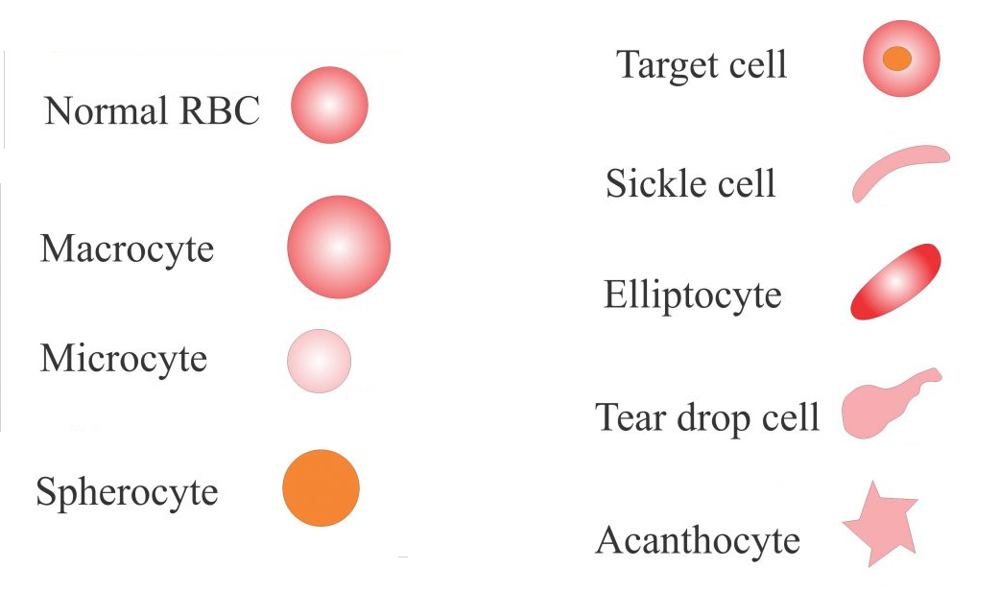 Normal RBC
Macrocyte
Microcyte
Spherocyte
Target cell
Sickle cell
Elliptocyte
Tear drop cell
Acanthocyte